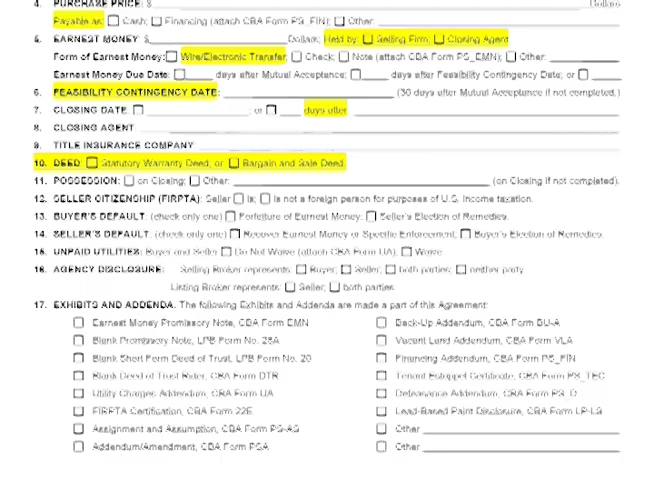 4. PURCHASE PRICE: $ Dollars
Payable as: ☐ Cash; ☐ Financing (attach CBA Form PS_FIN); ☐ Other:
5. EARNEST MONEY: $ Dollars; Held by: ☐ Selling Firm; ☐ Closing Agent
Form of Earnest Money: ☐ Wire/Electronic Transfer; ☐ Check; ☐ Note (attach CBA Form PS_EMN); ☐ Other:
Earnest Money Due Date: ☐ days after Mutual Acceptance; ☐ days after Feasibility Contingency Date; or ☐
6. FEASIBILITY CONTINGENCY DATE: (30 days after Mutual Acceptance if not completed.)
7. CLOSING DATE: ☐ ; or ☐ days after
8. CLOSING AGENT
9. TITLE INSURANCE COMPANY
10. DEED: ☐ Statutory Warranty Deed; or ☐ Bargain and Sale Deed.
11. POSSESSION: ☐ on Closing; ☐ Other: (on Closing if not completed).
12. SELLER CITIZENSHIP (FIRPTA): Seller ☐ is; ☐ is not a foreign person for purposes of U.S. income taxation.
13. BUYER'S DEFAULT: (check only one) ☐ Forfeiture of Earnest Money; ☐ Seller's Election of Remedies.
14. SELLER'S DEFAULT: (check only one) ☐ Recover Earnest Money or Specific Enforcement; ☐ Buyer's Election of Remedies.
15. UNPAID UTILITIES: Buyer and Seller ☐ Do Not Waive (attach CBA Form UA); ☐ Waive
16. AGENCY DISCLOSURE: Selling Broker represents: ☐ Buyer; ☐ Seller; ☐ both parties; ☐ neither party
Listing Broker represents: ☐ Seller; ☐ both parties
17. EXHIBITS AND ADDENDA. The following Exhibits and Addenda are made a part of this Agreement:
☐ Earnest Money Promissory Note, CBA Form EMN
☐ Blank Promissory Note, LPB Form No. 28A
☐ Blank Short Form Deed of Trust, LPB Form No. 20
☐ Blank Deed of Trust Rider, CBA Form DTR
☐ Utility Charges Addendum, CBA Form UA
☐ FIRPTA Certification, CBA Form 22E
☐ Assignment and Assumption, CBA Form PS-AS
☐ Addendum/Amendment, CBA Form PSA
☐ Back-Up Addendum, CBA Form BU-A
☐ Vacant Land Addendum, CBA Form VLA
☐ Financing Addendum, CBA Form PS_FIN
☐ Tenant Estoppel Certificate, CBA Form PS_TEC
☐ Defeasance Addendum, CBA Form PS_D
☐ Lead-Based Paint Disclosure, CBA Form LP-LS
☐ Other
☐ Other